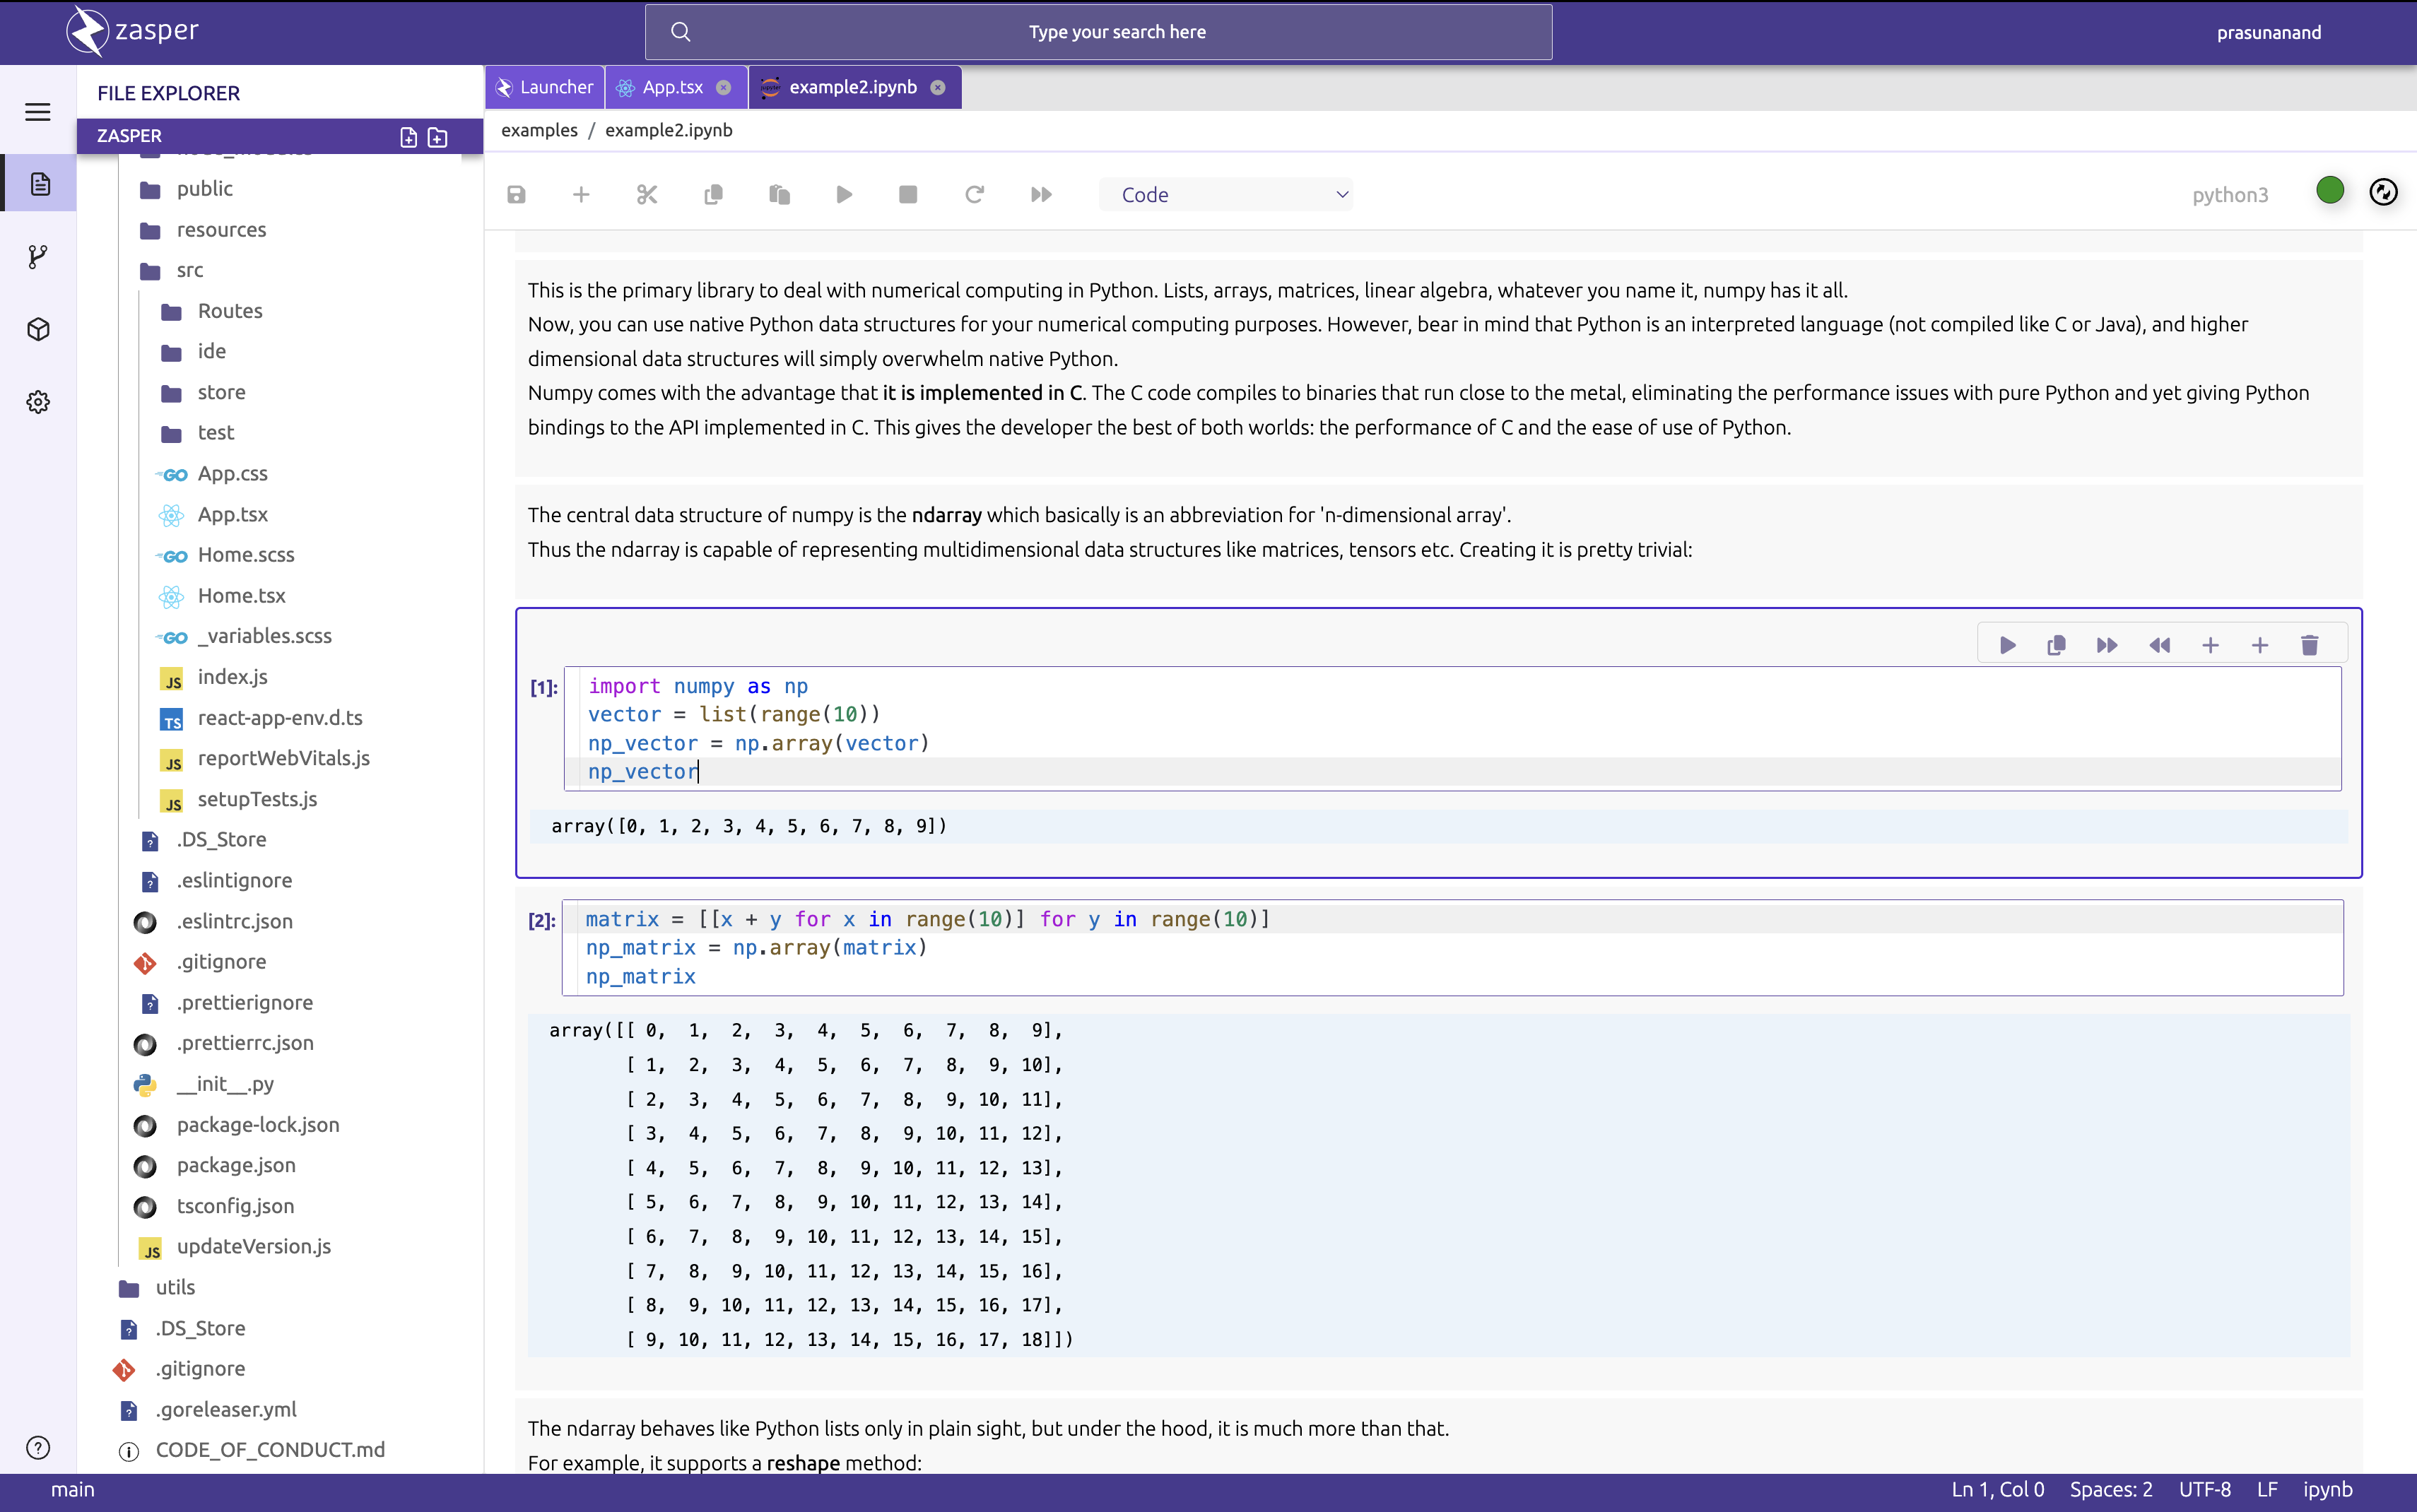 zasper
Type your search here
prasunanand
FILE EXPLORER
ZASPER
public
resources
src
Routes
ide
store
test
App.css
App.tsx
Home.scss
Home.tsx
_variables.scss
index.js
react-app-env.d.ts
reportWebVitals.js
setupTests.js
.DS_Store
.eslintignore
.eslintrc.json
.gitignore
.prettierignore
.prettierrc.json
__init__.py
package-lock.json
package.json
tsconfig.json
updateVersion.js
utils
.DS_Store
.gitignore
.goreleaser.yml
CODE_OF_CONDUCT.md
Launcher
App.tsx
example2.ipynb
examples / example2.ipynb
Code
python3
This is the primary library to deal with numerical computing in Python. Lists, arrays, matrices, linear algebra, whatever you name it, numpy has it all.
Now, you can use native Python data structures for your numerical computing purposes. However, bear in mind that Python is an interpreted language (not compiled like C or Java), and higher
dimensional data structures will simply overwhelm native Python.
Numpy comes with the advantage that it is implemented in C. The C code compiles to binaries that run close to the metal, eliminating the performance issues with pure Python and yet giving Python
bindings to the API implemented in C. This gives the developer the best of both worlds: the performance of C and the ease of use of Python.
The central data structure of numpy is the ndarray which basically is an abbreviation for 'n-dimensional array'.
Thus the ndarray is capable of representing multidimensional data structures like matrices, tensors etc. Creating it is pretty trivial:
[1]: import numpy as np
vector = list(range(10))
np_vector = np.array(vector)
np_vector
array([0, 1, 2, 3, 4, 5, 6, 7, 8, 9])
[2]: matrix = [[x + y for x in range(10)] for y in range(10)]
np_matrix = np.array(matrix)
np_matrix
array([[ 0,  1,  2,  3,  4,  5,  6,  7,  8,  9],
[ 1,  2,  3,  4,  5,  6,  7,  8,  9, 10],
[ 2,  3,  4,  5,  6,  7,  8,  9, 10, 11],
[ 3,  4,  5,  6,  7,  8,  9, 10, 11, 12],
[ 4,  5,  6,  7,  8,  9, 10, 11, 12, 13],
[ 5,  6,  7,  8,  9, 10, 11, 12, 13, 14],
[ 6,  7,  8,  9, 10, 11, 12, 13, 14, 15],
[ 7,  8,  9, 10, 11, 12, 13, 14, 15, 16],
[ 8,  9, 10, 11, 12, 13, 14, 15, 16, 17],
[ 9, 10, 11, 12, 13, 14, 15, 16, 17, 18]])
The ndarray behaves like Python lists only in plain sight, but under the hood, it is much more than that.
For example, it supports a reshape method:
main
Ln 1, Col 0
Spaces: 2
UTF-8
LF
ipynb